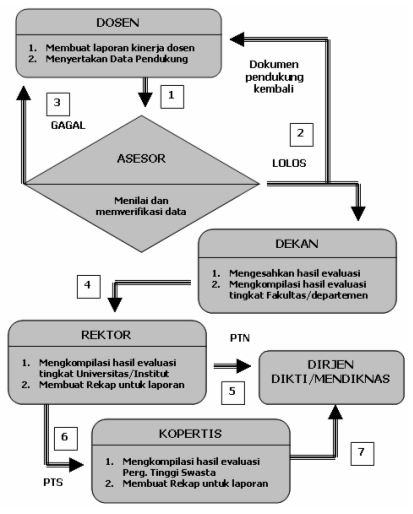 DOSEN
1. Membuat laporan kinerja dosen
2. Menyertakan Data Pendukung
Dokumen
pendukung
kembali
3
1
GAGAL
2
LOLOS
ASESOR
Menilai dan
memverifikasi data
DEKAN
1. Mengesahkan hasil evaluasi
2. Mengkompilasi hasil evaluasi
tingkat Fakultas/departemen
4
REKTOR
1. Mengkompilasi hasil evaluasi
tingkat Universitas/Institut
2. Membuat Rekap untuk laporan
PTN
5
DIRJEN
DIKTI/MENDIKNAS
6
PTS
KOPERTIS
1. Mengkompilasi hasil evaluasi
Perg. Tinggi Swasta
2. Membuat Rekap untuk laporan
7